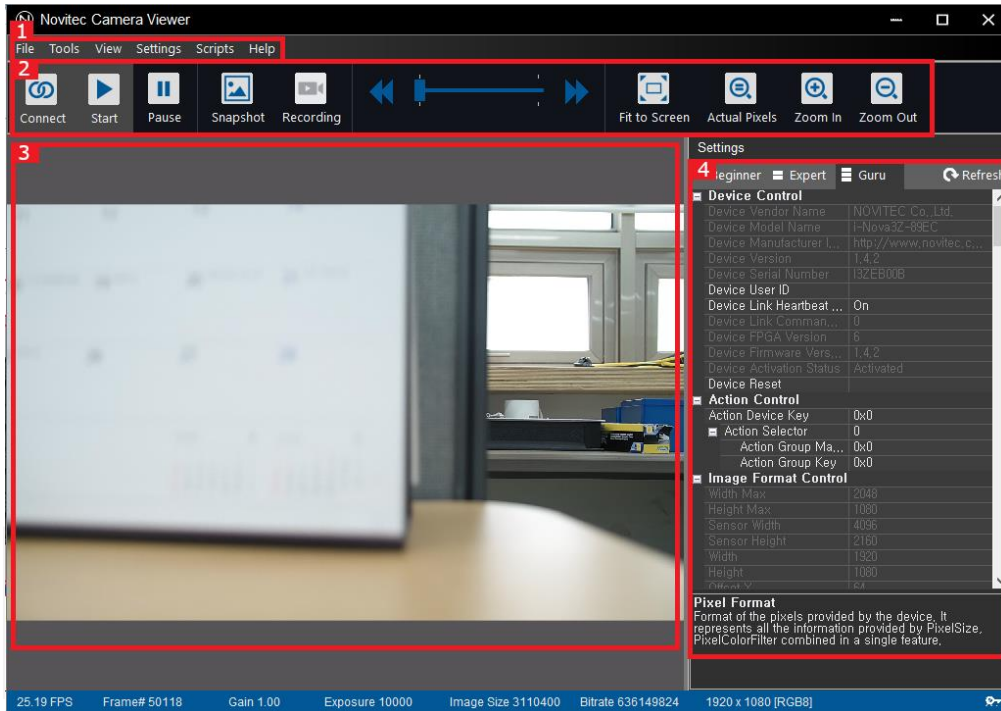 Novitec Camera Viewer
1
File Tools View Settings Scripts Help
2
Connect Start Pause Snapshot Recording Fit to Screen Actual Pixels Zoom In Zoom Out
3
Settings
4
Beginner Expert Guru Refresh
Device Control
Device Vendor Name NOVITEC Co,.Ltd,
Device Model Name i-Nova3Z-89EC
Device Manufacturer I... http://www,novitec,c...
Device Version 1,4,2
Device Serial Number I3ZEB00B
Device User ID
Device Link Heartbeat ... On
Device Link Comman... 0
Device FPGA Version 6
Device Firmware Vers... 1,4,2
Device Activation Status Activated
Device Reset
Action Control
Action Device Key 0x0
Action Selector 0
Action Group Ma... 0x0
Action Group Key 0x0
Image Format Control
Width Max 2048
Height Max 1080
Sensor Width 4096
Sensor Height 2160
Width 1920
Height 1080
Offset X 64
Pixel Format
Format of the pixels provided by the device, It
represents all the information provided by PixelSize,
PixelColorFilter combined in a single feature,
25.19 FPS Frame# 50118 Gain 1.00 Exposure 10000 Image Size 3110400 Bitrate 636149824 1920 x 1080 [RGB8]